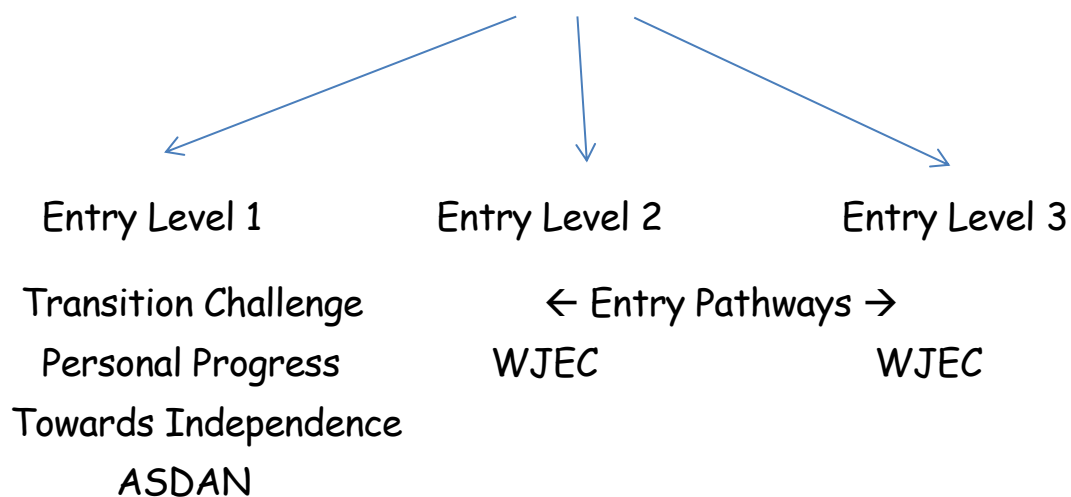 Entry Level 1 Entry Level 2 Entry Level 3
Transition Challenge ← Entry Pathways →
Personal Progress WJEC WJEC
Towards Independence
ASDAN